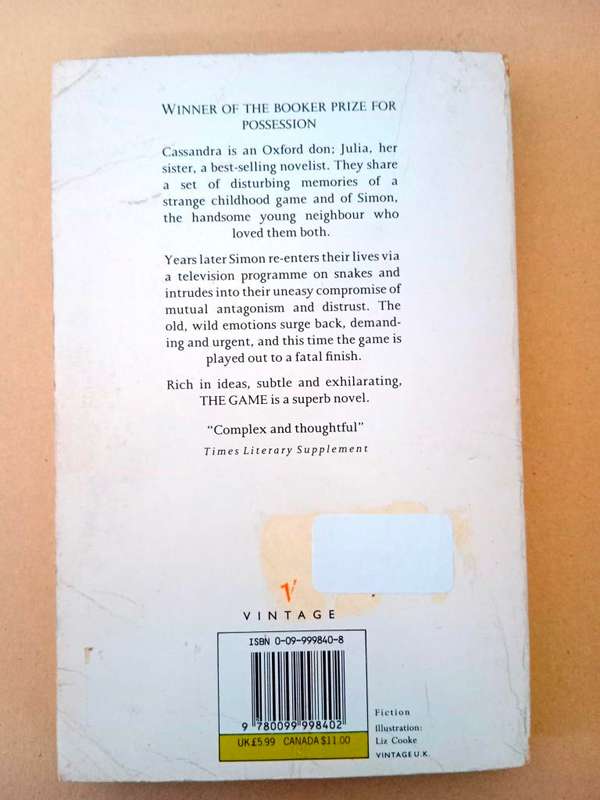 WINNER OF THE BOOKER PRIZE FOR
POSSESSION
Cassandra is an Oxford don; Julia, her
sister, a best-selling novelist. They share
a set of disturbing memories of a
strange childhood game and of Simon,
the handsome young neighbour who
loved them both.
Years later Simon re-enters their lives via
a television programme on snakes and
intrudes into their uneasy compromise of
mutual antagonism and distrust. The
old, wild emotions surge back, demand-
ing and urgent, and this time the game is
played out to a fatal finish.
Rich in ideas, subtle and exhilarating,
THE GAME is a superb novel.
“Complex and thoughtful”
Times Literary Supplement
V
VINTAGE
ISBN 0-09-999840-8
9 780099 998402
UK £5.99 CANADA $11.00
Fiction
Illustration:
Liz Cooke
VINTAGE U.K.